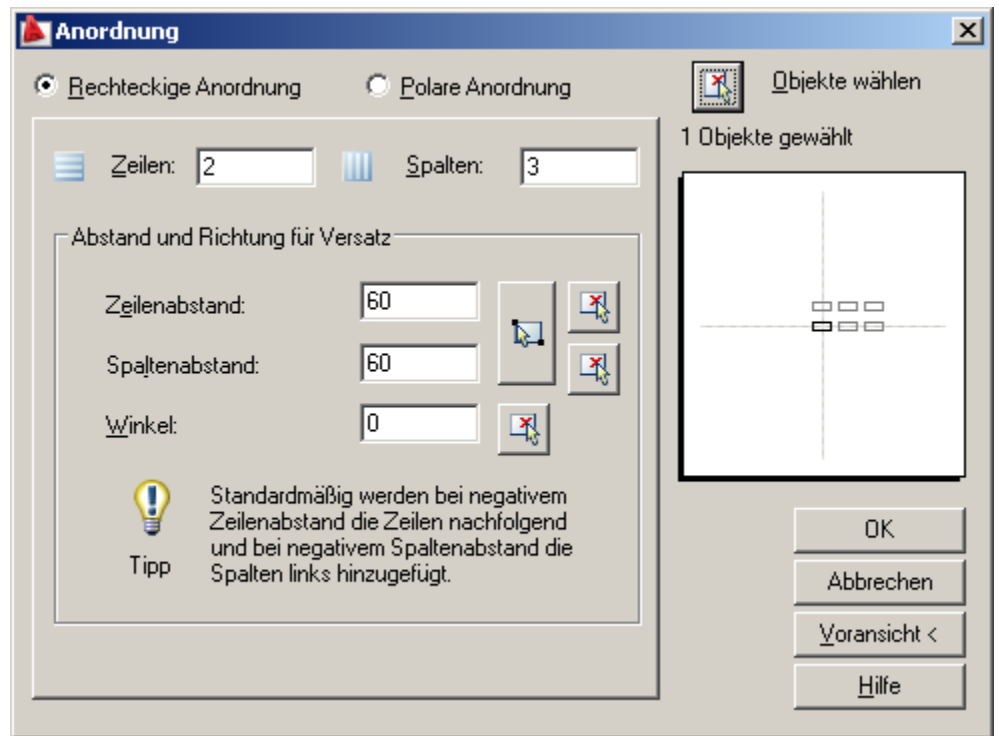 Anordnung
Rechteckige Anordnung
Polare Anordnung
Objekte wählen
1 Objekte gewählt
Zeilen: 2
Spalten: 3
Abstand und Richtung für Versatz
Zeilenabstand: 60
Spaltenabstand: 60
Winkel: 0
Standardmäßig werden bei negativem
Zeilenabstand die Zeilen nachfolgend
und bei negativem Spaltenabstand die
Spalten links hinzugefügt.
Tipp
OK
Abbrechen
Voransicht <
Hilfe